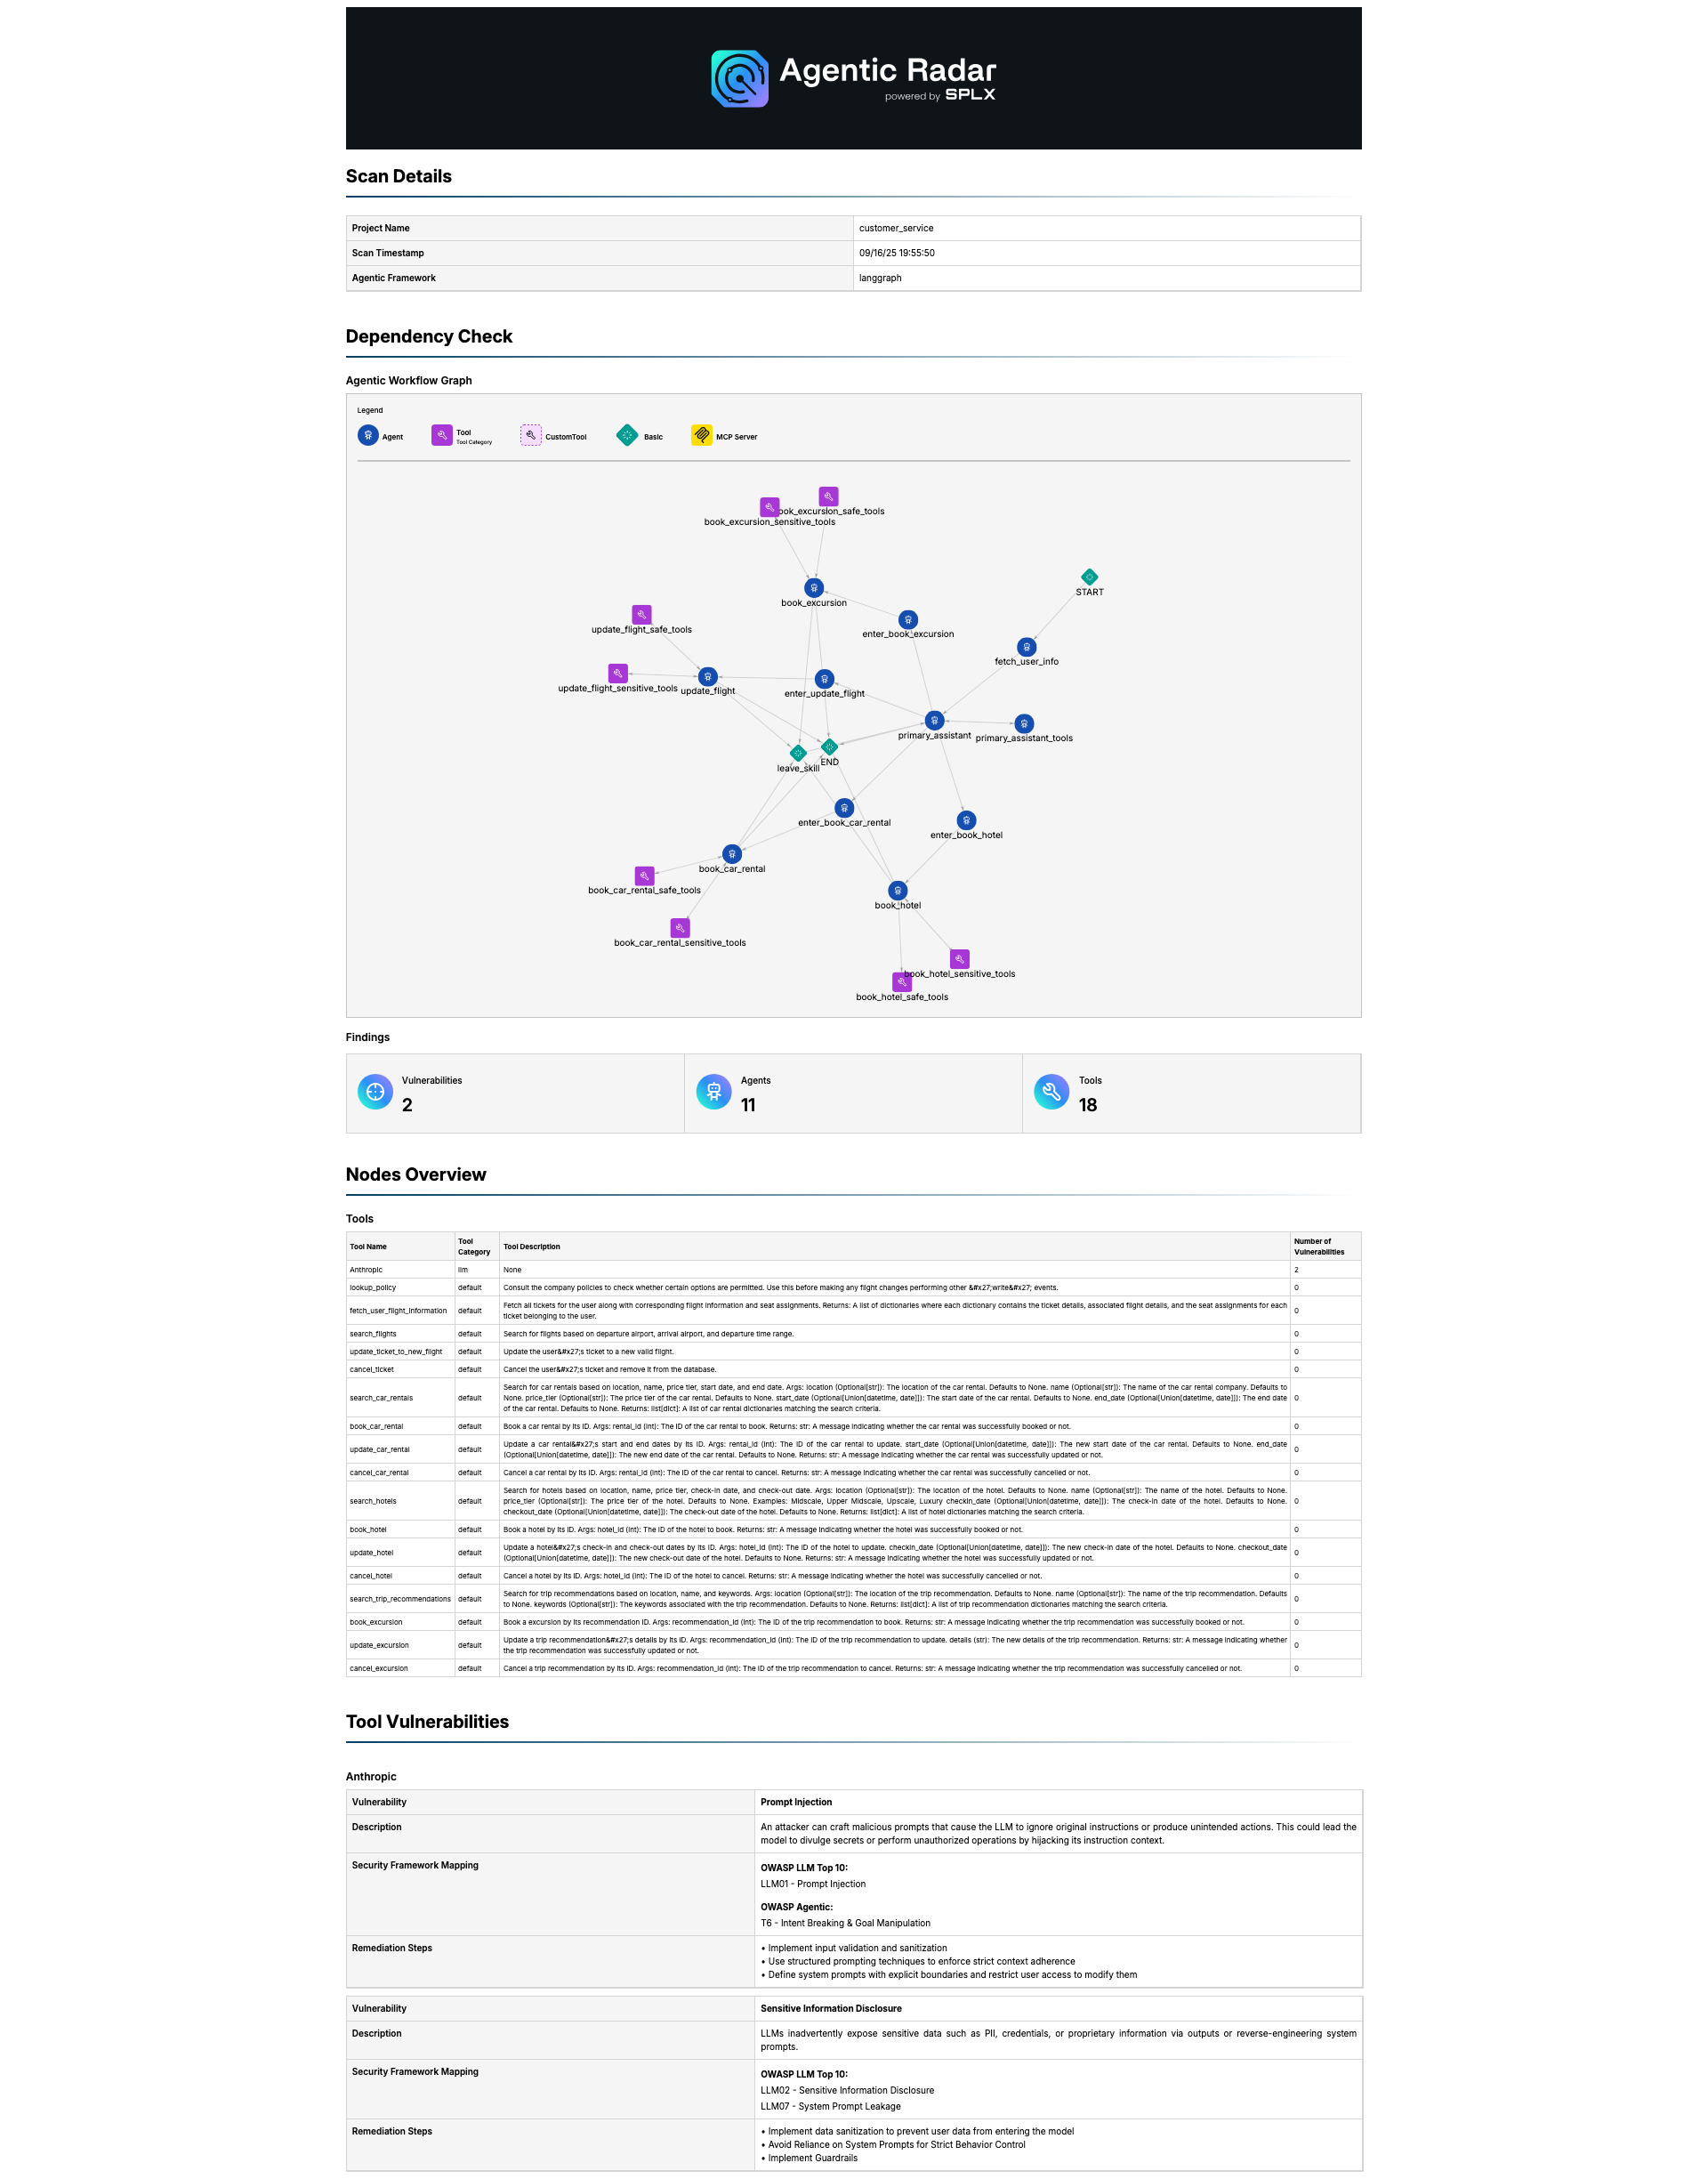 Agentic Radar
powered by SPLX
Scan Details
Project Name
customer_service
Scan Timestamp
09/16/25 19:55:50
Agentic Framework
langgraph
Dependency Check
Agentic Workflow Graph
Legend
Agent
Tool
Tool Category
CustomTool
Basic
MCP Server
book_excursion_safe_tools
book_excursion_sensitive_tools
START
book_excursion
update_flight_safe_tools
enter_book_excursion
fetch_user_info
update_flight_sensitive_tools
update_flight
enter_update_flight
primary_assistant
primary_assistant_tools
END
leave_skill
enter_book_car_rental
enter_book_hotel
book_car_rental
book_car_rental_safe_tools
book_hotel
book_car_rental_sensitive_tools
book_hotel_sensitive_tools
book_hotel_safe_tools
Findings
Vulnerabilities
2
Agents
11
Tools
18
Nodes Overview
Tools
Tool Name
Tool
Category
Tool Description
Number of
Vulnerabilities
Anthropic
llm
None
2
lookup_policy
default
Consult the company policies to check whether certain options are permitted. Use this before making any flight changes performing other &#x27;write&#x27; events.
0
fetch_user_flight_information
default
Fetch all tickets for the user along with corresponding flight information and seat assignments. Returns: A list of dictionaries where each dictionary contains the ticket details, associated flight details, and the seat assignments for each
ticket belonging to the user.
0
search_flights
default
Search for flights based on departure airport, arrival airport, and departure time range.
0
update_ticket_to_new_flight
default
Update the user&#x27;s ticket to a new valid flight.
0
cancel_ticket
default
Cancel the user&#x27;s ticket and remove it from the database.
0
search_car_rentals
default
Search for car rentals based on location, name, price tier, start date, and end date. Args: location (Optional[str]): The location of the car rental. Defaults to None. name (Optional[str]): The name of the car rental company. Defaults to
None. price_tier (Optional[str]): The price tier of the car rental. Defaults to None. start_date (Optional[Union[datetime, date]]): The start date of the car rental. Defaults to None. end_date (Optional[Union[datetime, date]]): The end date
of the car rental. Defaults to None. Returns: list[dict]: A list of car rental dictionaries matching the search criteria.
0
book_car_rental
default
Book a car rental by its ID. Args: rental_id (int): The ID of the car rental to book. Returns: str: A message indicating whether the car rental was successfully booked or not.
0
update_car_rental
default
Update a car rental&#x27;s start and end dates by its ID. Args: rental_id (int): The ID of the car rental to update. start_date (Optional[Union[datetime, date]]): The new start date of the car rental. Defaults to None. end_date
(Optional[Union[datetime, date]]): The new end date of the car rental. Defaults to None. Returns: str: A message indicating whether the car rental was successfully updated or not.
0
cancel_car_rental
default
Cancel a car rental by its ID. Args: rental_id (int): The ID of the car rental to cancel. Returns: str: A message indicating whether the car rental was successfully cancelled or not.
0
search_hotels
default
Search for hotels based on location, name, price tier, check-in date, and check-out date. Args: location (Optional[str]): The location of the hotel. Defaults to None. name (Optional[str]): The name of the hotel. Defaults to None.
price_tier (Optional[str]): The price tier of the hotel. Defaults to None. Examples: Midscale, Upper Midscale, Upscale, Luxury checkin_date (Optional[Union[datetime, date]]): The check-in date of the hotel. Defaults to None.
checkout_date (Optional[Union[datetime, date]]): The check-out date of the hotel. Defaults to None. Returns: list[dict]: A list of hotel dictionaries matching the search criteria.
0
book_hotel
default
Book a hotel by its ID. Args: hotel_id (int): The ID of the hotel to book. Returns: str: A message indicating whether the hotel was successfully booked or not.
0
update_hotel
default
Update a hotel&#x27;s check-in and check-out dates by its ID. Args: hotel_id (int): The ID of the hotel to update. checkin_date (Optional[Union[datetime, date]]): The new check-in date of the hotel. Defaults to None. checkout_date
(Optional[Union[datetime, date]]): The new check-out date of the hotel. Defaults to None. Returns: str: A message indicating whether the hotel was successfully updated or not.
0
cancel_hotel
default
Cancel a hotel by its ID. Args: hotel_id (int): The ID of the hotel to cancel. Returns: str: A message indicating whether the hotel was successfully cancelled or not.
0
search_trip_recommendations
default
Search for trip recommendations based on location, name, and keywords. Args: location (Optional[str]): The location of the trip recommendation. Defaults to None. name (Optional[str]): The name of the trip recommendation. Defaults
to None. keywords (Optional[str]): The keywords associated with the trip recommendation. Defaults to None. Returns: list[dict]: A list of trip recommendation dictionaries matching the search criteria.
0
book_excursion
default
Book a excursion by its recommendation ID. Args: recommendation_id (int): The ID of the trip recommendation to book. Returns: str: A message indicating whether the trip recommendation was successfully booked or not.
0
update_excursion
default
Update a trip recommendation&#x27;s details by its ID. Args: recommendation_id (int): The ID of the trip recommendation to update. details (str): The new details of the trip recommendation. Returns: str: A message indicating whether
the trip recommendation was successfully updated or not.
0
cancel_excursion
default
Cancel a trip recommendation by its ID. Args: recommendation_id (int): The ID of the trip recommendation to cancel. Returns: str: A message indicating whether the trip recommendation was successfully cancelled or not.
0
Tool Vulnerabilities
Anthropic
Vulnerability
Prompt Injection
Description
An attacker can craft malicious prompts that cause the LLM to ignore original instructions or produce unintended actions. This could lead the
model to divulge secrets or perform unauthorized operations by hijacking its instruction context.
Security Framework Mapping
OWASP LLM Top 10:
LLM01 - Prompt Injection
OWASP Agentic:
T6 - Intent Breaking & Goal Manipulation
Remediation Steps
• Implement input validation and sanitization
• Use structured prompting techniques to enforce strict context adherence
• Define system prompts with explicit boundaries and restrict user access to modify them
Vulnerability
Sensitive Information Disclosure
Description
LLMs inadvertently expose sensitive data such as PII, credentials, or proprietary information via outputs or reverse-engineering system
prompts.
Security Framework Mapping
OWASP LLM Top 10:
LLM02 - Sensitive Information Disclosure
LLM07 - System Prompt Leakage
Remediation Steps
• Implement data sanitization to prevent user data from entering the model
• Avoid Reliance on System Prompts for Strict Behavior Control
• Implement Guardrails